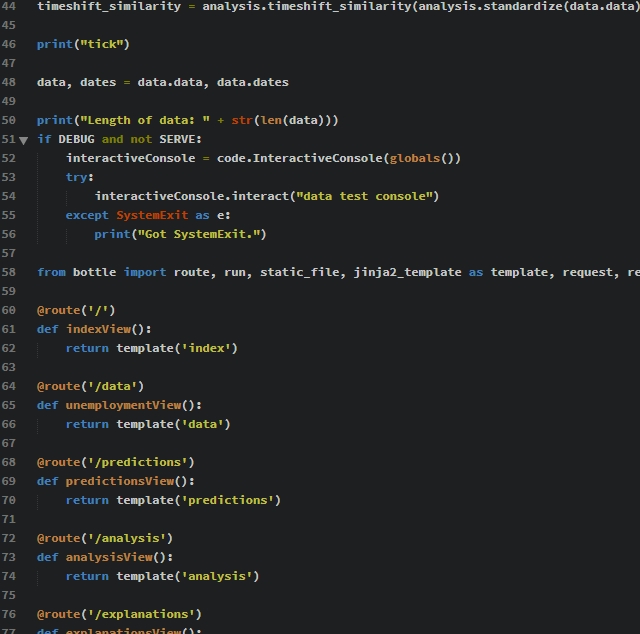 44 timeshift_similarity = analysis.timeshift_similarity(analysis.standardize(data.data)
45
46 print("tick")
47
48 data, dates = data.data, data.dates
49
50 print("Length of data: " + str(len(data)))
51 if DEBUG and not SERVE:
52 interactiveConsole = code.InteractiveConsole(globals())
53 try:
54 interactiveConsole.interact("data test console")
55 except SystemExit as e:
56 print("Got SystemExit.")
57
58 from bottle import route, run, static_file, jinja2_template as template, request, re
59
60 @route('/')
61 def indexView():
62 return template('index')
63
64 @route('/data')
65 def unemploymentView():
66 return template('data')
67
68 @route('/predictions')
69 def predictionsView():
70 return template('predictions')
71
72 @route('/analysis')
73 def analysisView():
74 return template('analysis')
75
76 @route('/explanations')
77 def explanationsView():